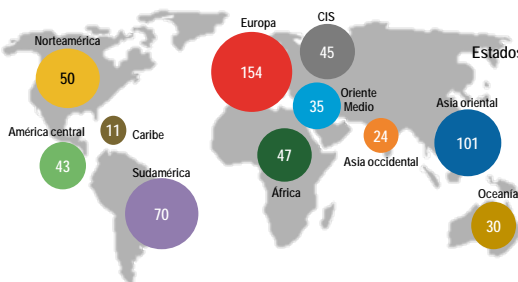 Europa
154
CIS
45
Estados
Norteamérica
50
Oriente
Medio
35
Asia oriental
101
América central
43
11
Caribe
24
Asia occidental
47
África
Sudamérica
70
Oceanía
30